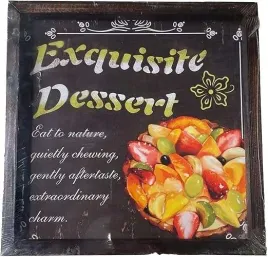 Exquisite
Dessert
Eat to nature,
quietly chewing,
gently aftertaste,
extraordinary
charm.